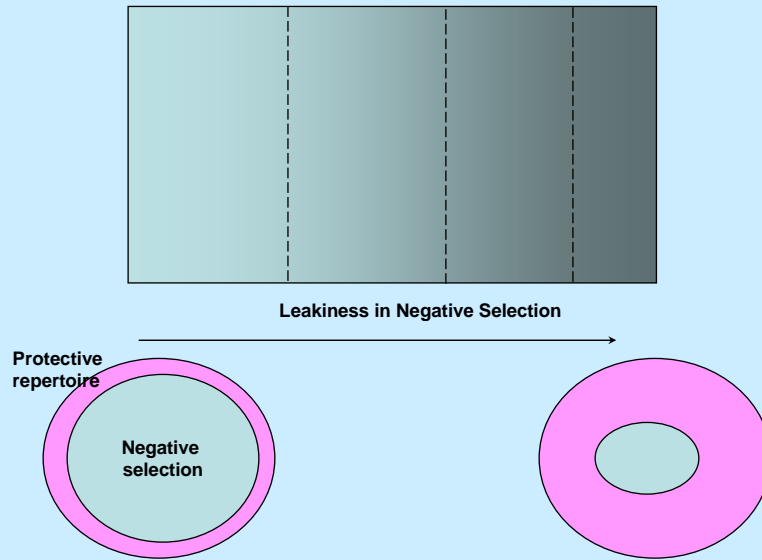 Leakiness in Negative Selection
Protective
repertoire
Negative
selection